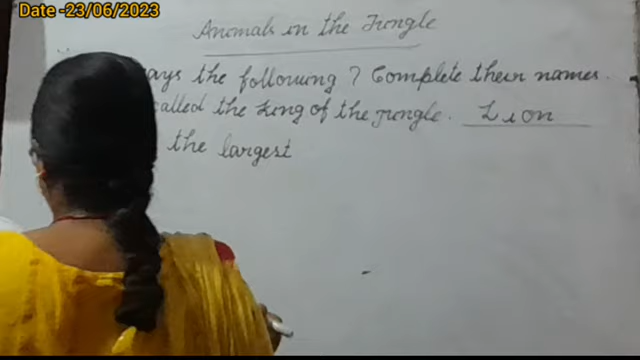 Date -23/06/2023
Animals in the Jungle
ays the following ? Complete their names.
called the King of the Jungle. Lion
the largest